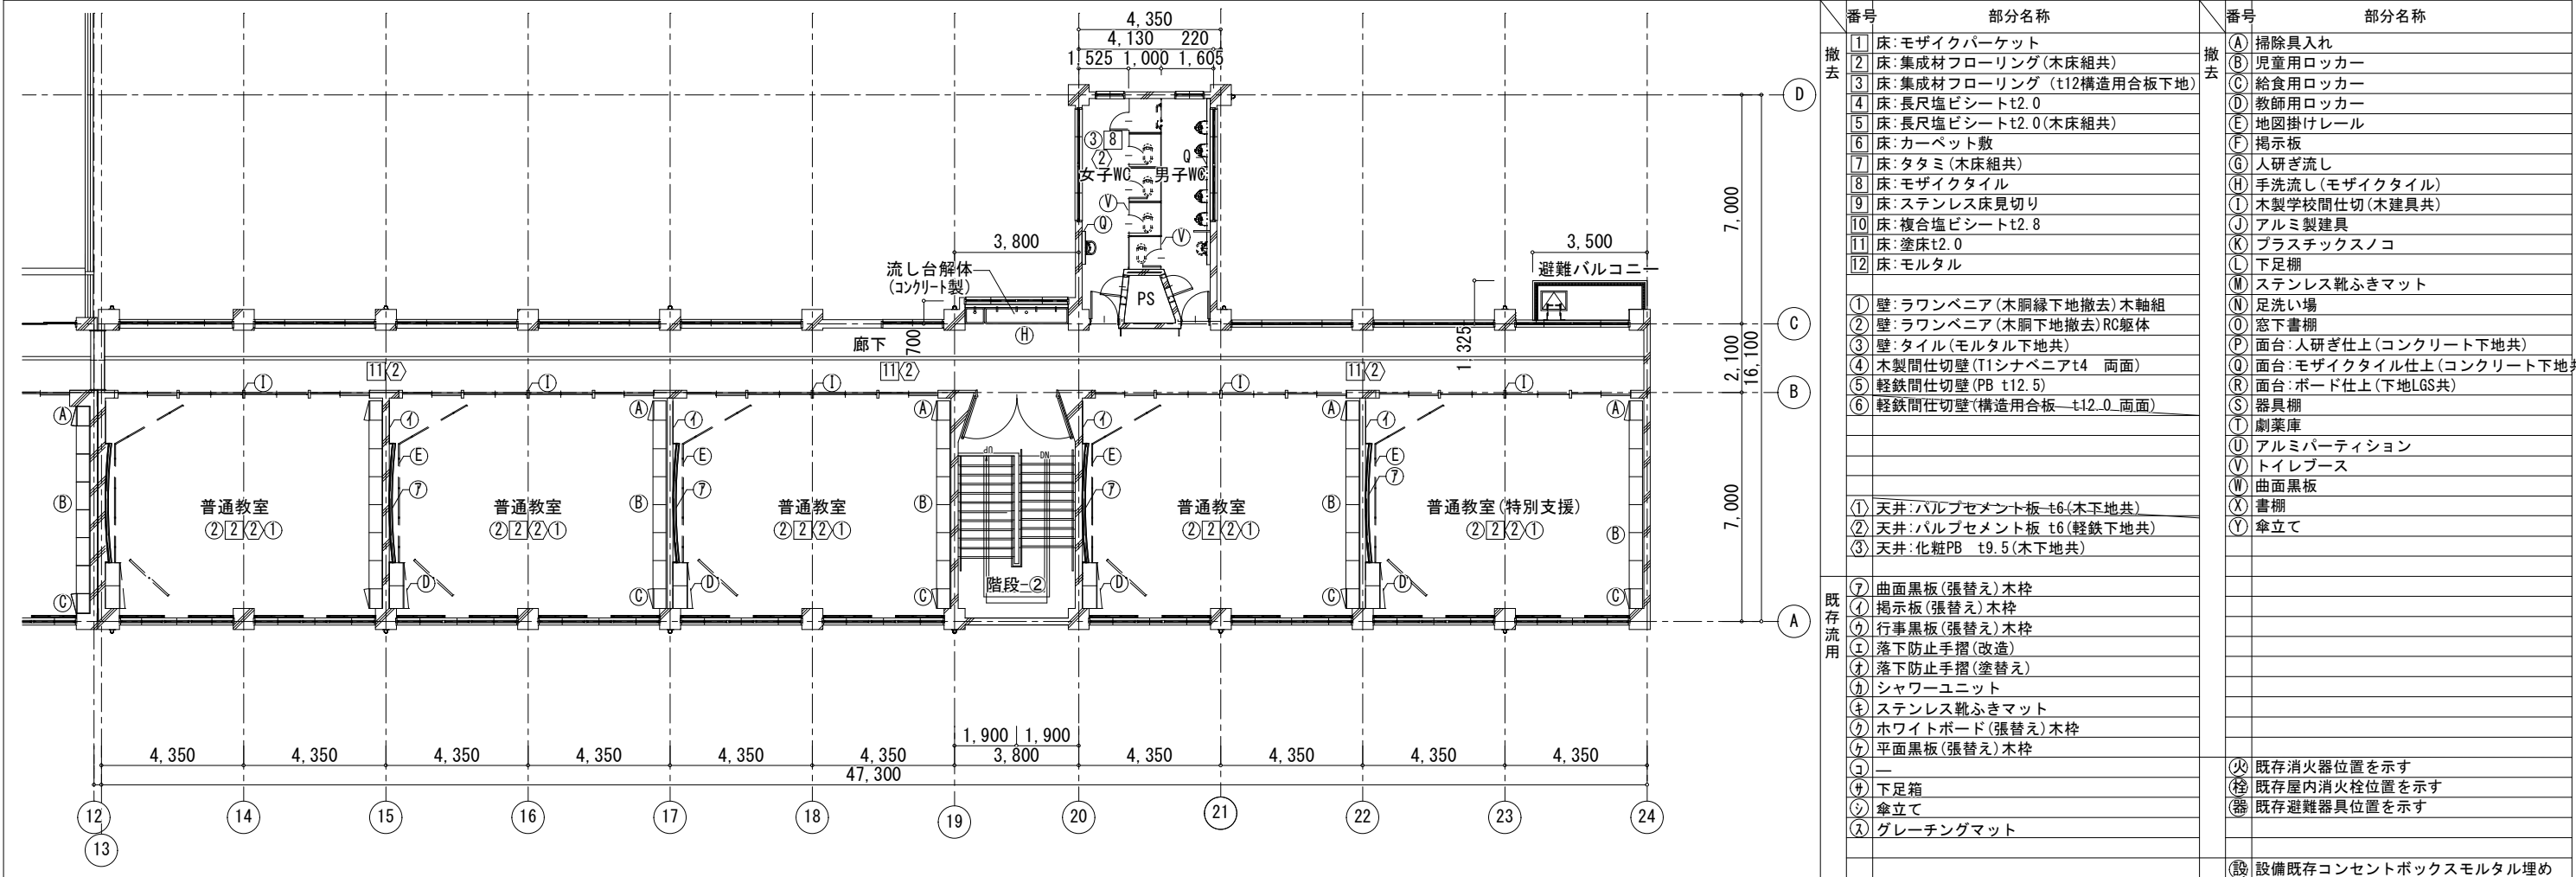 4,350
4,130 220
1,525 1,000 1,605
D
③ 8
2
女子WC 男子WC
Q
V
Q
V
7,000
3,800
3,500
流し台解体
(コンクリート製)
避難バルコニー
PS
H
C
廊下
700
1,325
2,100
16,100
11 2
11 2
11 2
I
I
I
I
I
B
A
A
A
A
A
イ
イ
イ
イ
E
E
E
E
ア
ア
ア
ア
B
B
B
B
B
普通教室
② 2 2 ①
普通教室
② 2 2 ①
普通教室
② 2 2 ①
普通教室
② 2 2 ①
普通教室(特別支援)
② 2 2 ①
UP
DN
階段-②
7,000
D
D
D
D
C
C
C
C
C
A
1,900 1,900
4,350 4,350 4,350 4,350 4,350 4,350 3,800 4,350 4,350 4,350 4,350
47,300
12 14 15 16 17 18 19 20 21 22 23 24
13
番号 部分名称
撤去
1 床:モザイクパーケット
2 床:集成材フローリング(木床組共)
3 床:集成材フローリング (t12構造用合板下地)
4 床:長尺塩ビシートt2.0
5 床:長尺塩ビシートt2.0(木床組共)
6 床:カーペット敷
7 床:タタミ(木床組共)
8 床:モザイクタイル
9 床:ステンレス床見切り
10 床:複合塩ビシートt2.8
11 床:塗床t2.0
12 床:モルタル
① 壁:ラワンベニア(木胴縁下地撤去)木軸組
② 壁:ラワンベニア(木胴下地撤去)RC躯体
③ 壁:タイル(モルタル下地共)
④ 木製間仕切壁(T1シナベニアt4 両面)
⑤ 軽鉄間仕切壁(PB t12.5)
⑥ 軽鉄間仕切壁(構造用合板 t12.0 両面)
1 天井:パルプセメント板 t6(木下地共)
2 天井:パルプセメント板 t6(軽鉄下地共)
3 天井:化粧PB t9.5(木下地共)
既存流用
ア 曲面黒板(張替え)木枠
イ 掲示板(張替え)木枠
ウ 行事黒板(張替え)木枠
エ 落下防止手摺(改造)
オ 落下防止手摺(塗替え)
カ シャワーユニット
キ ステンレス靴ふきマット
ク ホワイトボード(張替え)木枠
ケ 平面黒板(張替え)木枠
コ ―
サ 下足箱
シ 傘立て
ス グレーチングマット
番号 部分名称
撤去
A 掃除具入れ
B 児童用ロッカー
C 給食用ロッカー
D 教師用ロッカー
E 地図掛けレール
F 掲示板
G 人研ぎ流し
H 手洗流し(モザイクタイル)
I 木製学校間仕切(木建具共)
J アルミ製建具
K プラスチックスノコ
L 下足棚
M ステンレス靴ふきマット
N 足洗い場
O 窓下書棚
P 面台:人研ぎ仕上(コンクリート下地共)
Q 面台:モザイクタイル仕上(コンクリート下地共
R 面台:ボード仕上(下地LGS共)
S 器具棚
T 劇薬庫
U アルミパーティション
V トイレブース
W 曲面黒板
X 書棚
Y 傘立て
火 既存消火器位置を示す
栓 既存屋内消火栓位置を示す
器 既存避難器具位置を示す
設 設備既存コンセントボックスモルタル埋め